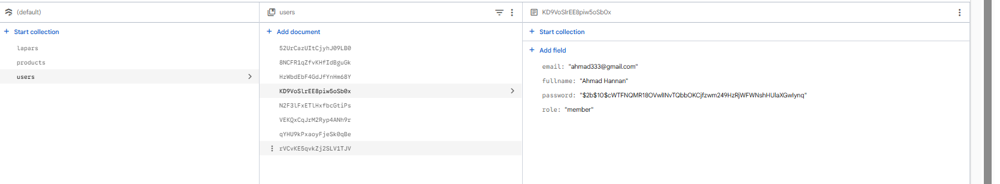 (default)
+ Start collection
lapars
products
users
users
+ Add document
52UrCazUItCjyhJ09LB0
8NCFR1qZfvKHfIdBguGk
HzWbdEbF4GdJfYnHm68Y
KD9VoSlrEE8piw5oSb0x
N2F3lFxETlHxfbcGtiPs
VEKQxCqJrM2Ryp4ANh9r
qYHU9kPxaoyFjeSk0qBe
rVCvKE5qvkZj2SLV1TJV
KD9VoSlrEE8piw5oSb0x
+ Start collection
+ Add field
email: "ahmad333@gmail.com"
fullname: "Ahmad Hannan"
password: "$2b$10$cWTFNQMR18OVwlINvTQbbOKCjfzwm249HzRjWFWNshHUlaXGwlynq"
role: "member"